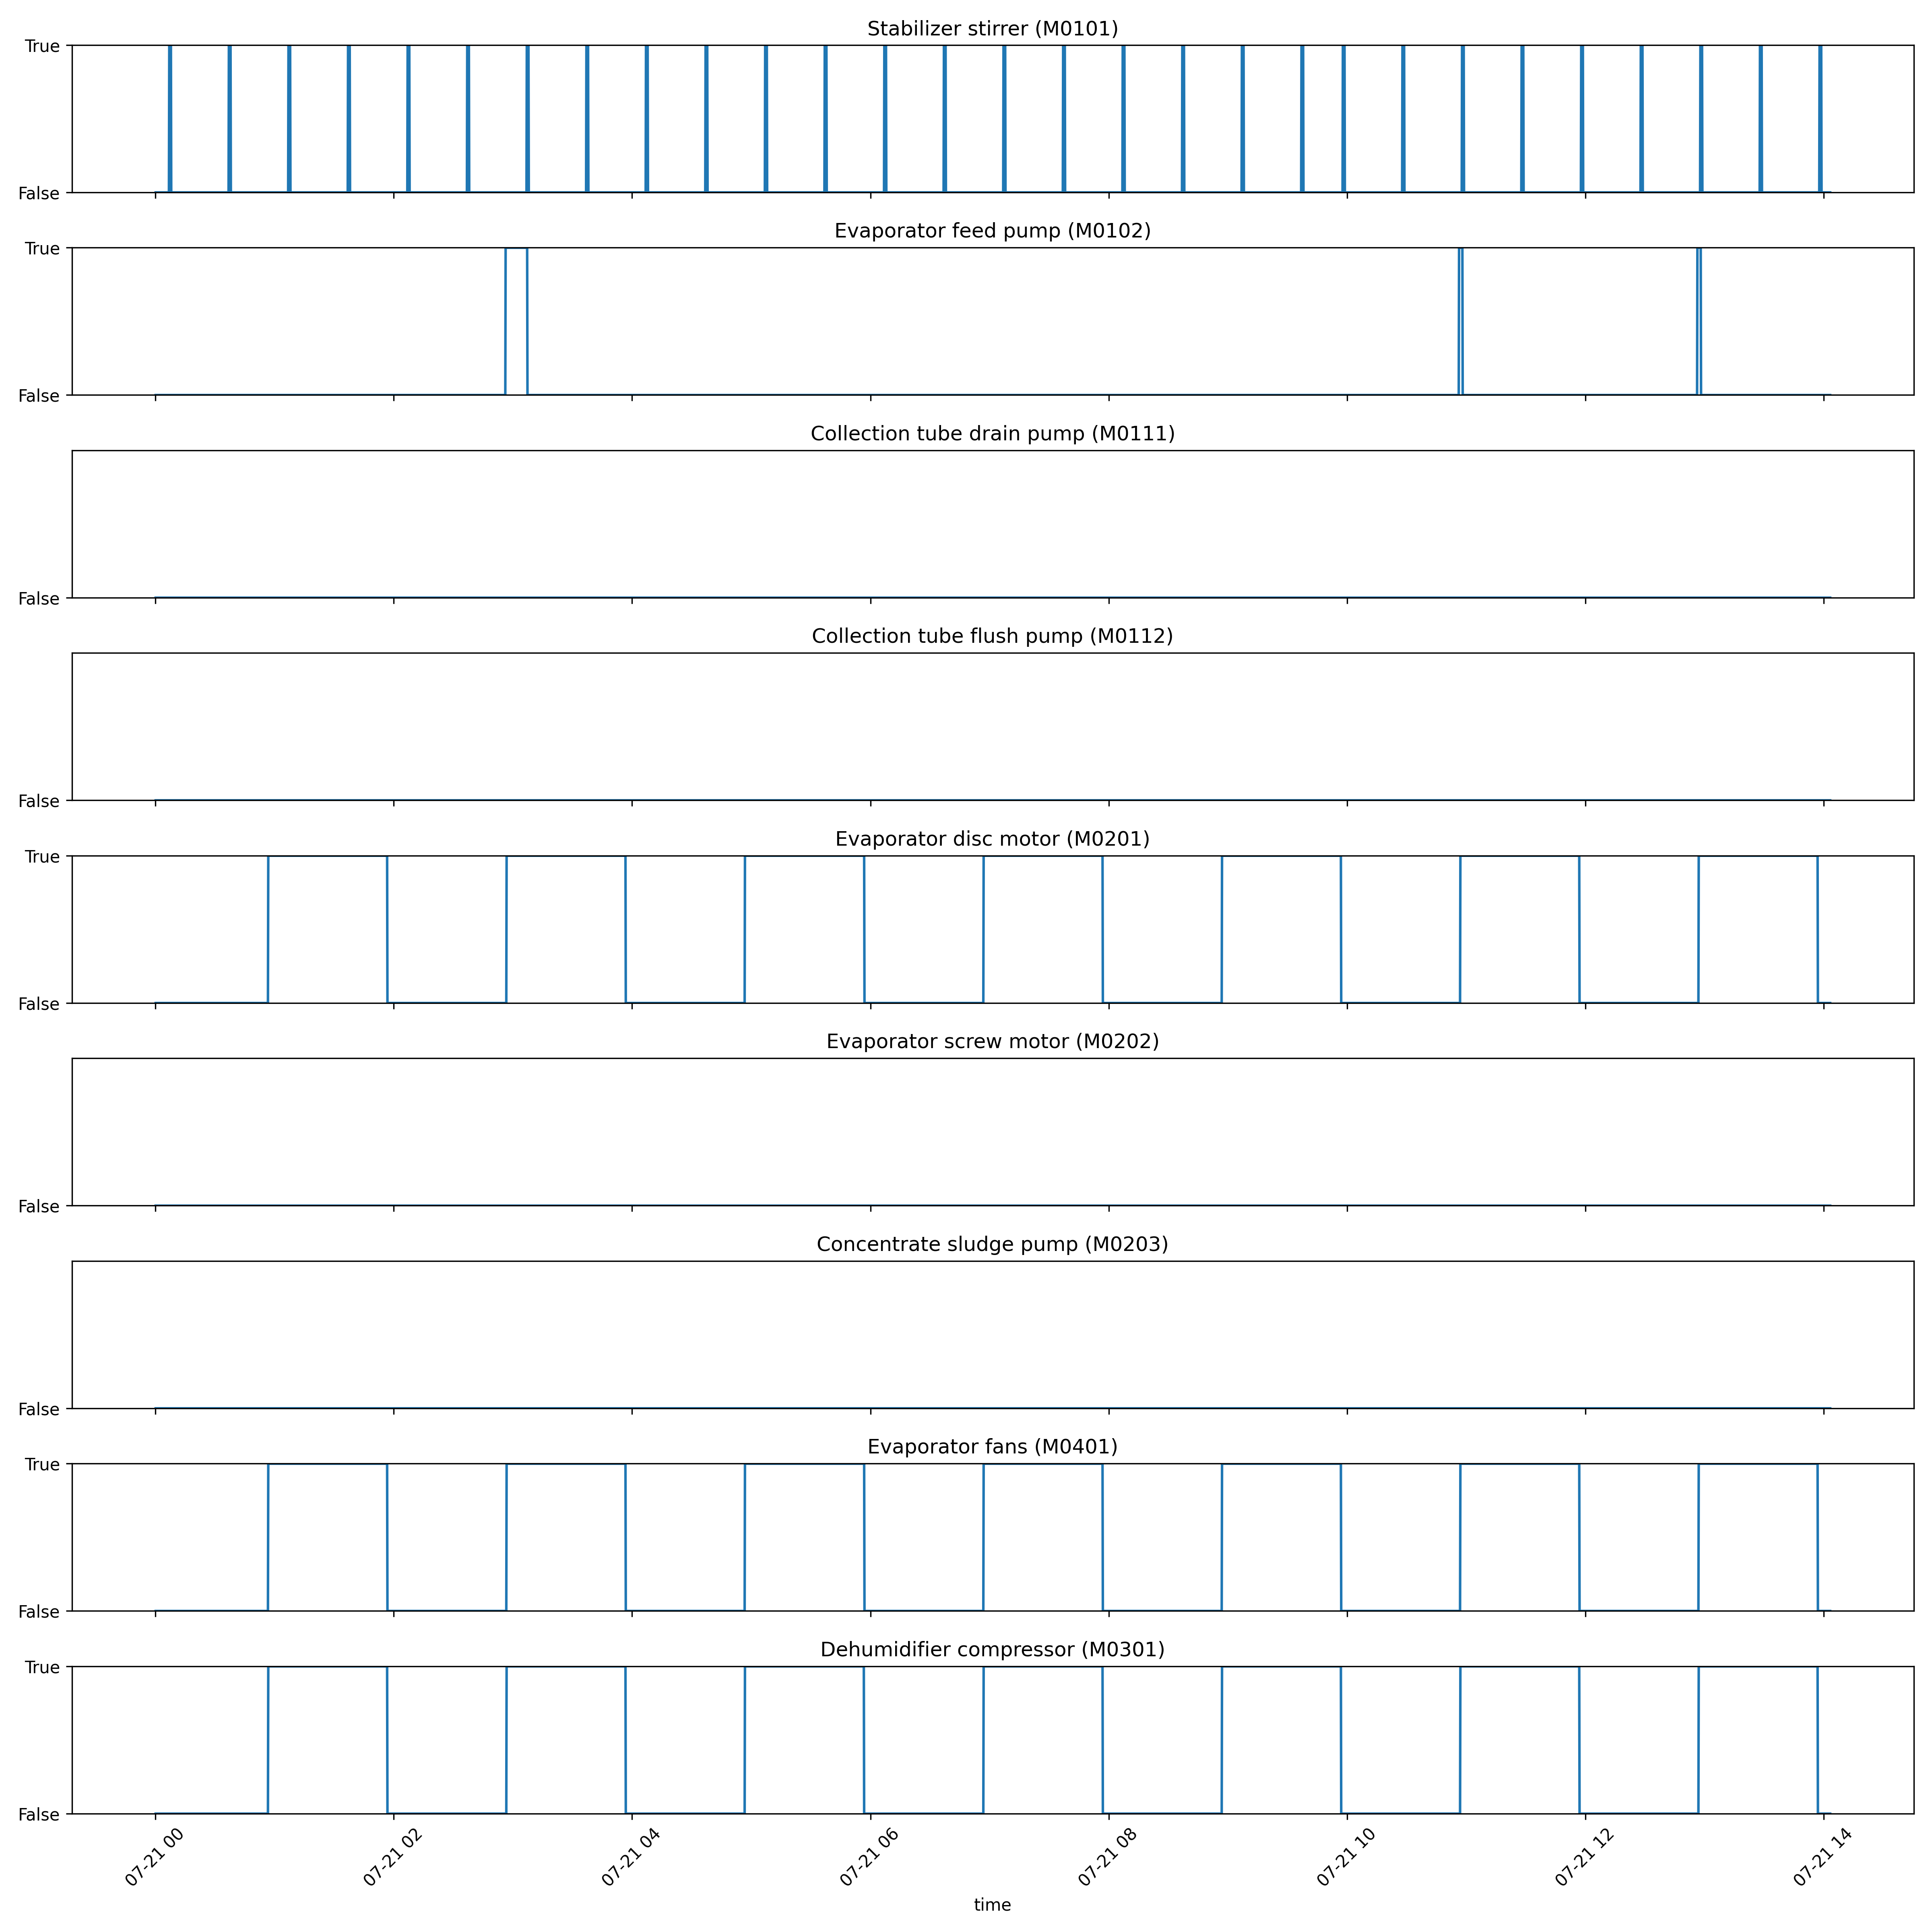 Stabilizer stirrer (M0101)
True
False
Evaporator feed pump (M0102)
True
False
Collection tube drain pump (M0111)
False
Collection tube flush pump (M0112)
False
Evaporator disc motor (M0201)
True
False
Evaporator screw motor (M0202)
False
Concentrate sludge pump (M0203)
False
Evaporator fans (M0401)
True
False
Dehumidifier compressor (M0301)
True
False
07-21 00
07-21 02
07-21 04
07-21 06
07-21 08
07-21 10
07-21 12
07-21 14
time